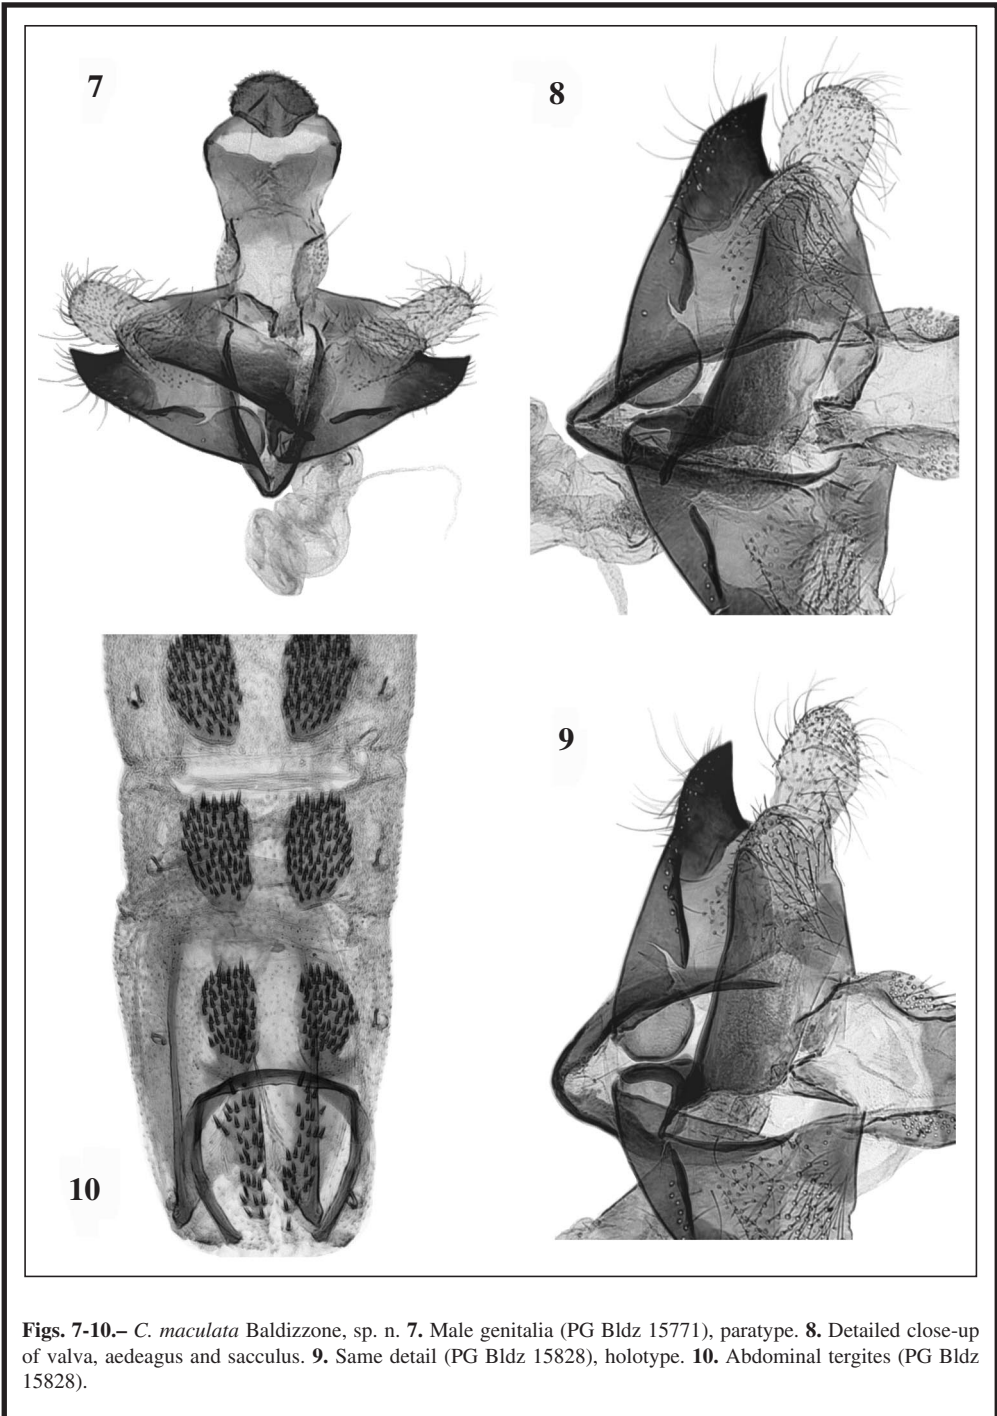 7
8
9
10
Figs. 7-10.– C. maculata Baldizzone, sp. n. 7. Male genitalia (PG Bldz 15771), paratype. 8. Detailed close-up
of valva, aedeagus and sacculus. 9. Same detail (PG Bldz 15828), holotype. 10. Abdominal tergites (PG Bldz
15828).